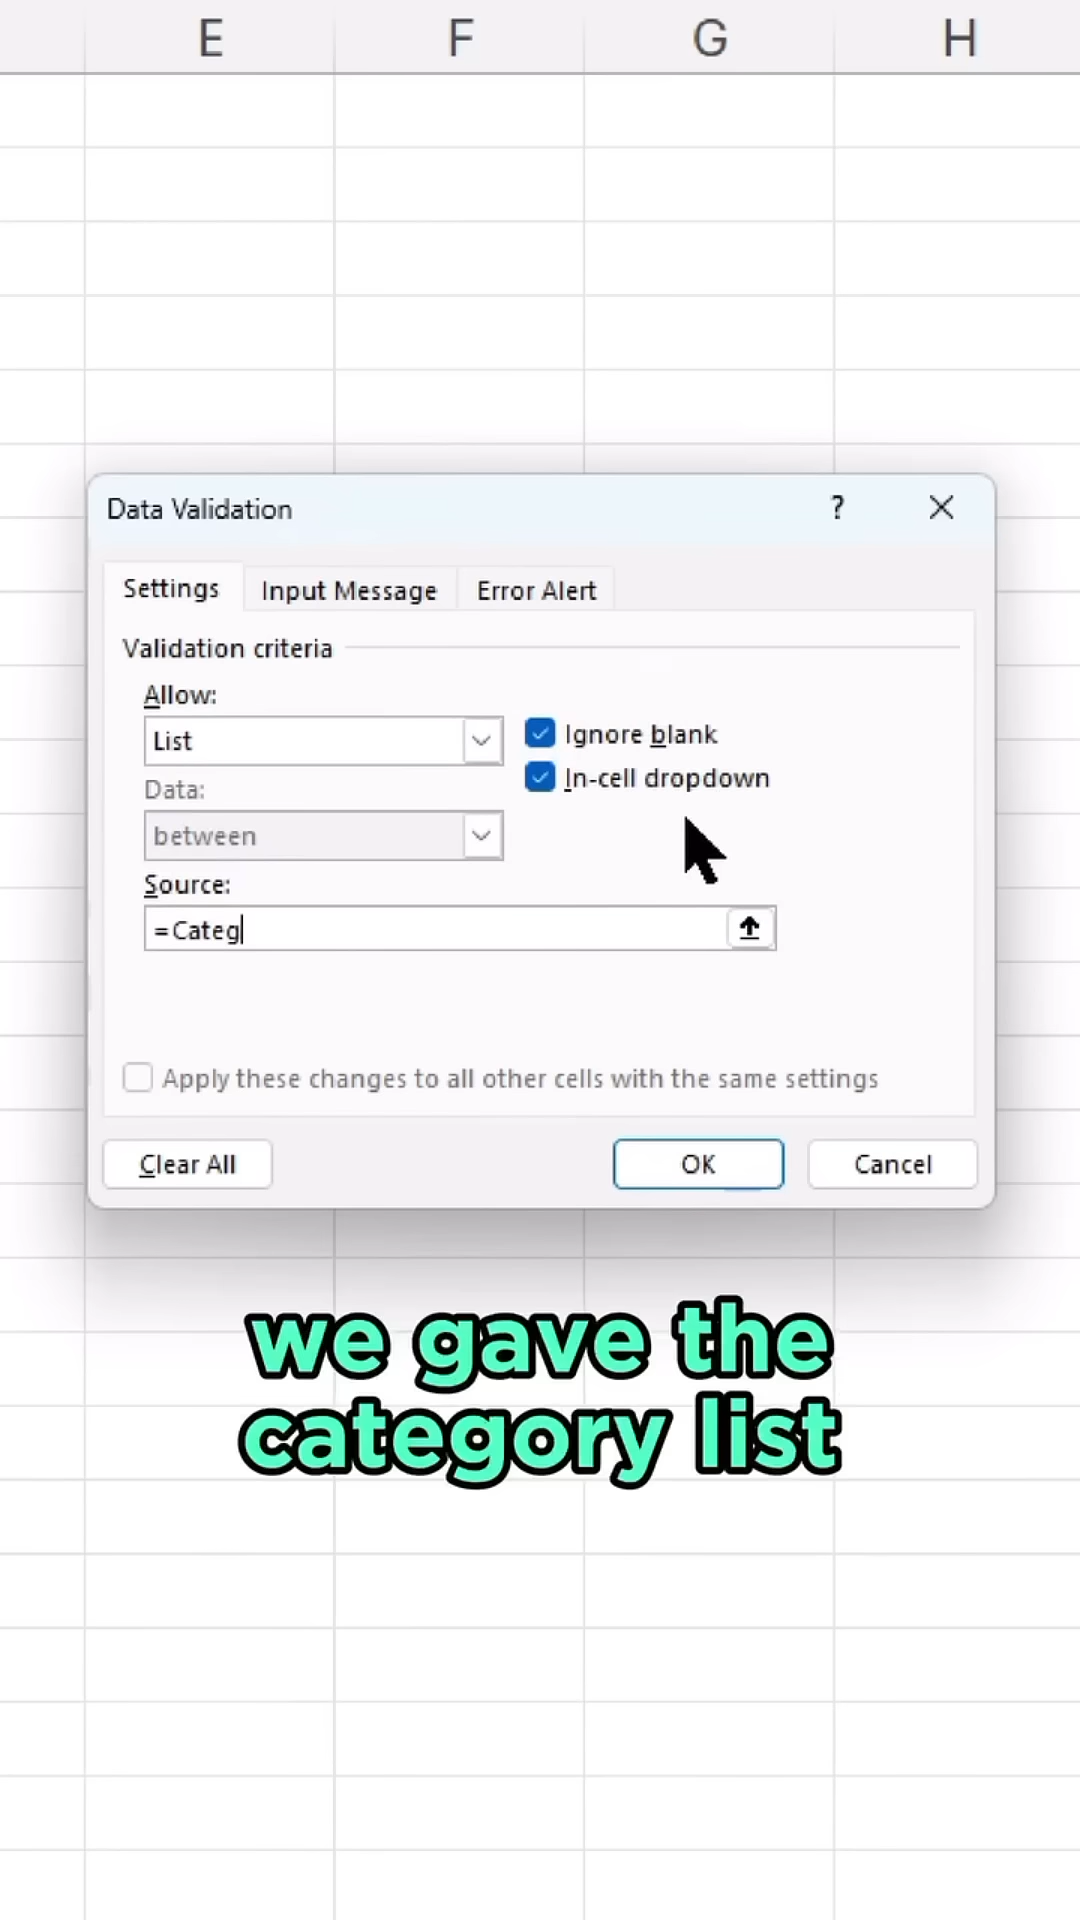 E F G H
Data Validation ?
Settings Input Message Error Alert
Validation criteria
Allow:
List
Ignore blank
In-cell dropdown
Data:
between
Source:
=Categ
Apply these changes to all other cells with the same settings
Clear All OK Cancel
we gave the
category list